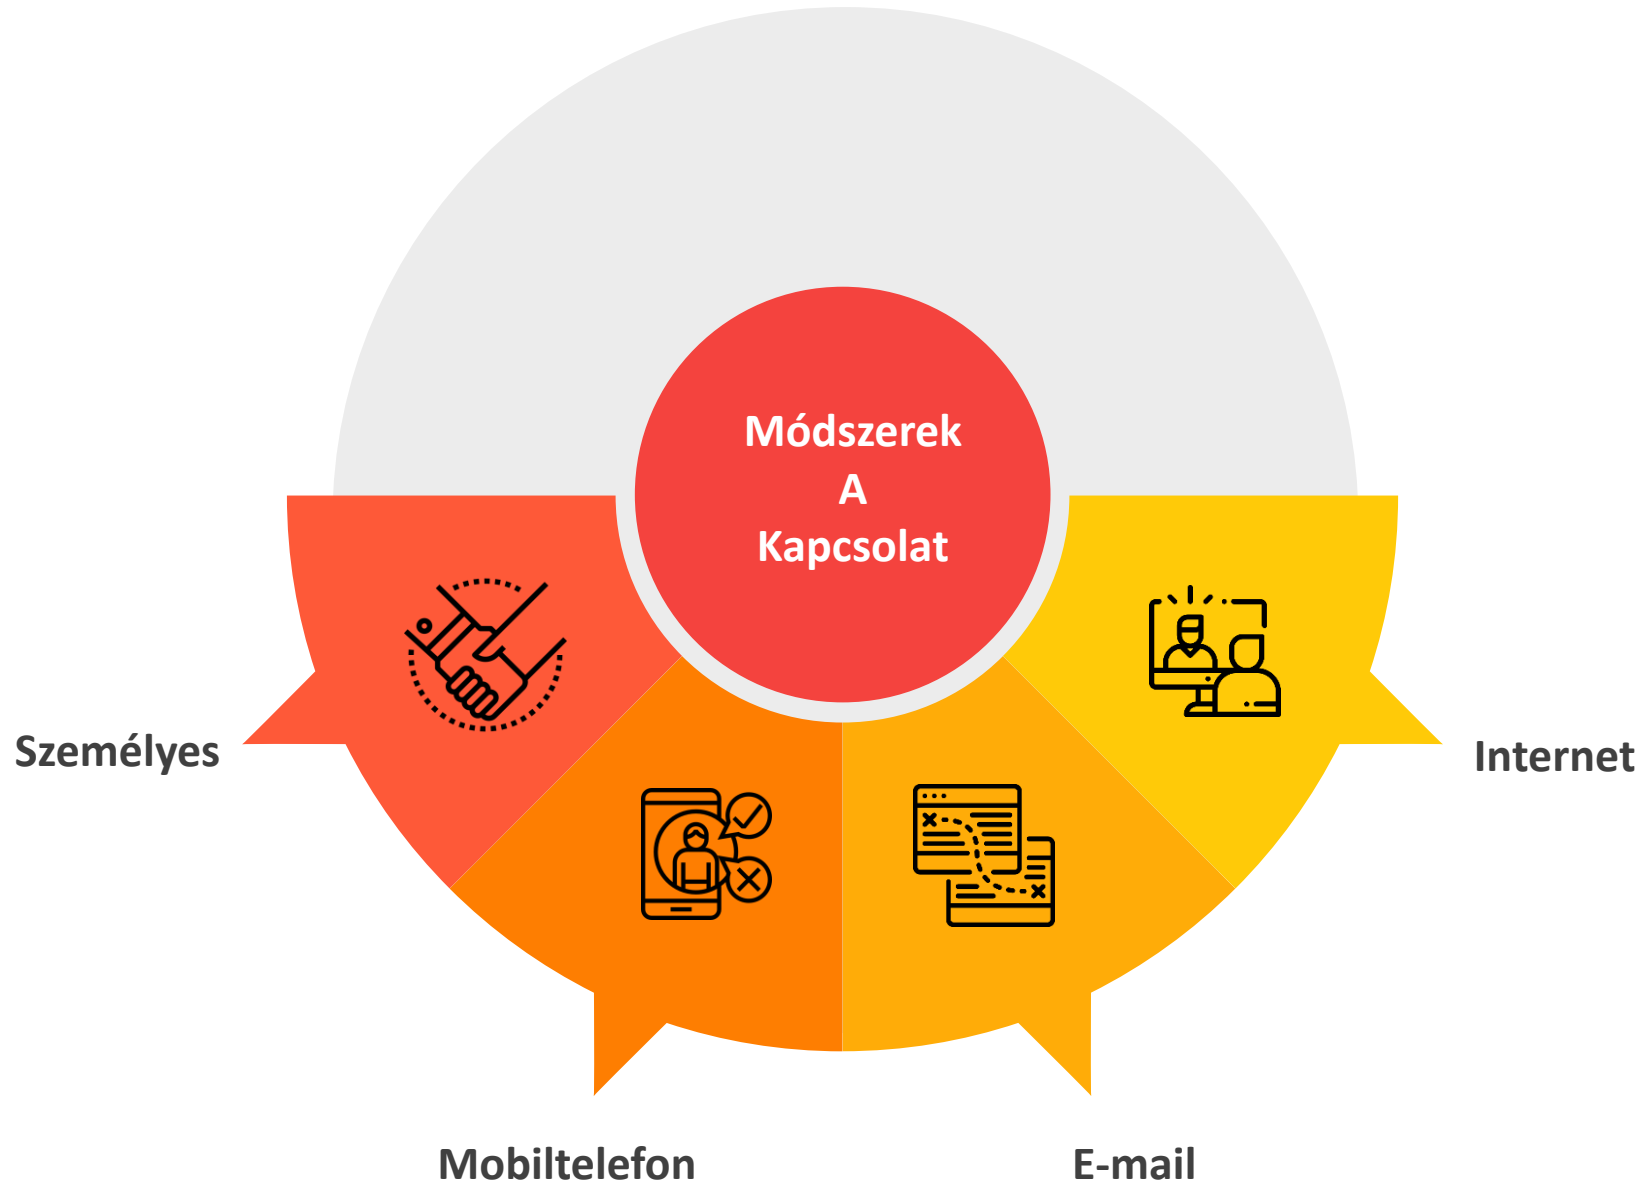 Módszerek
A
Kapcsolat
Személyes
Internet
Mobiltelefon
E-mail